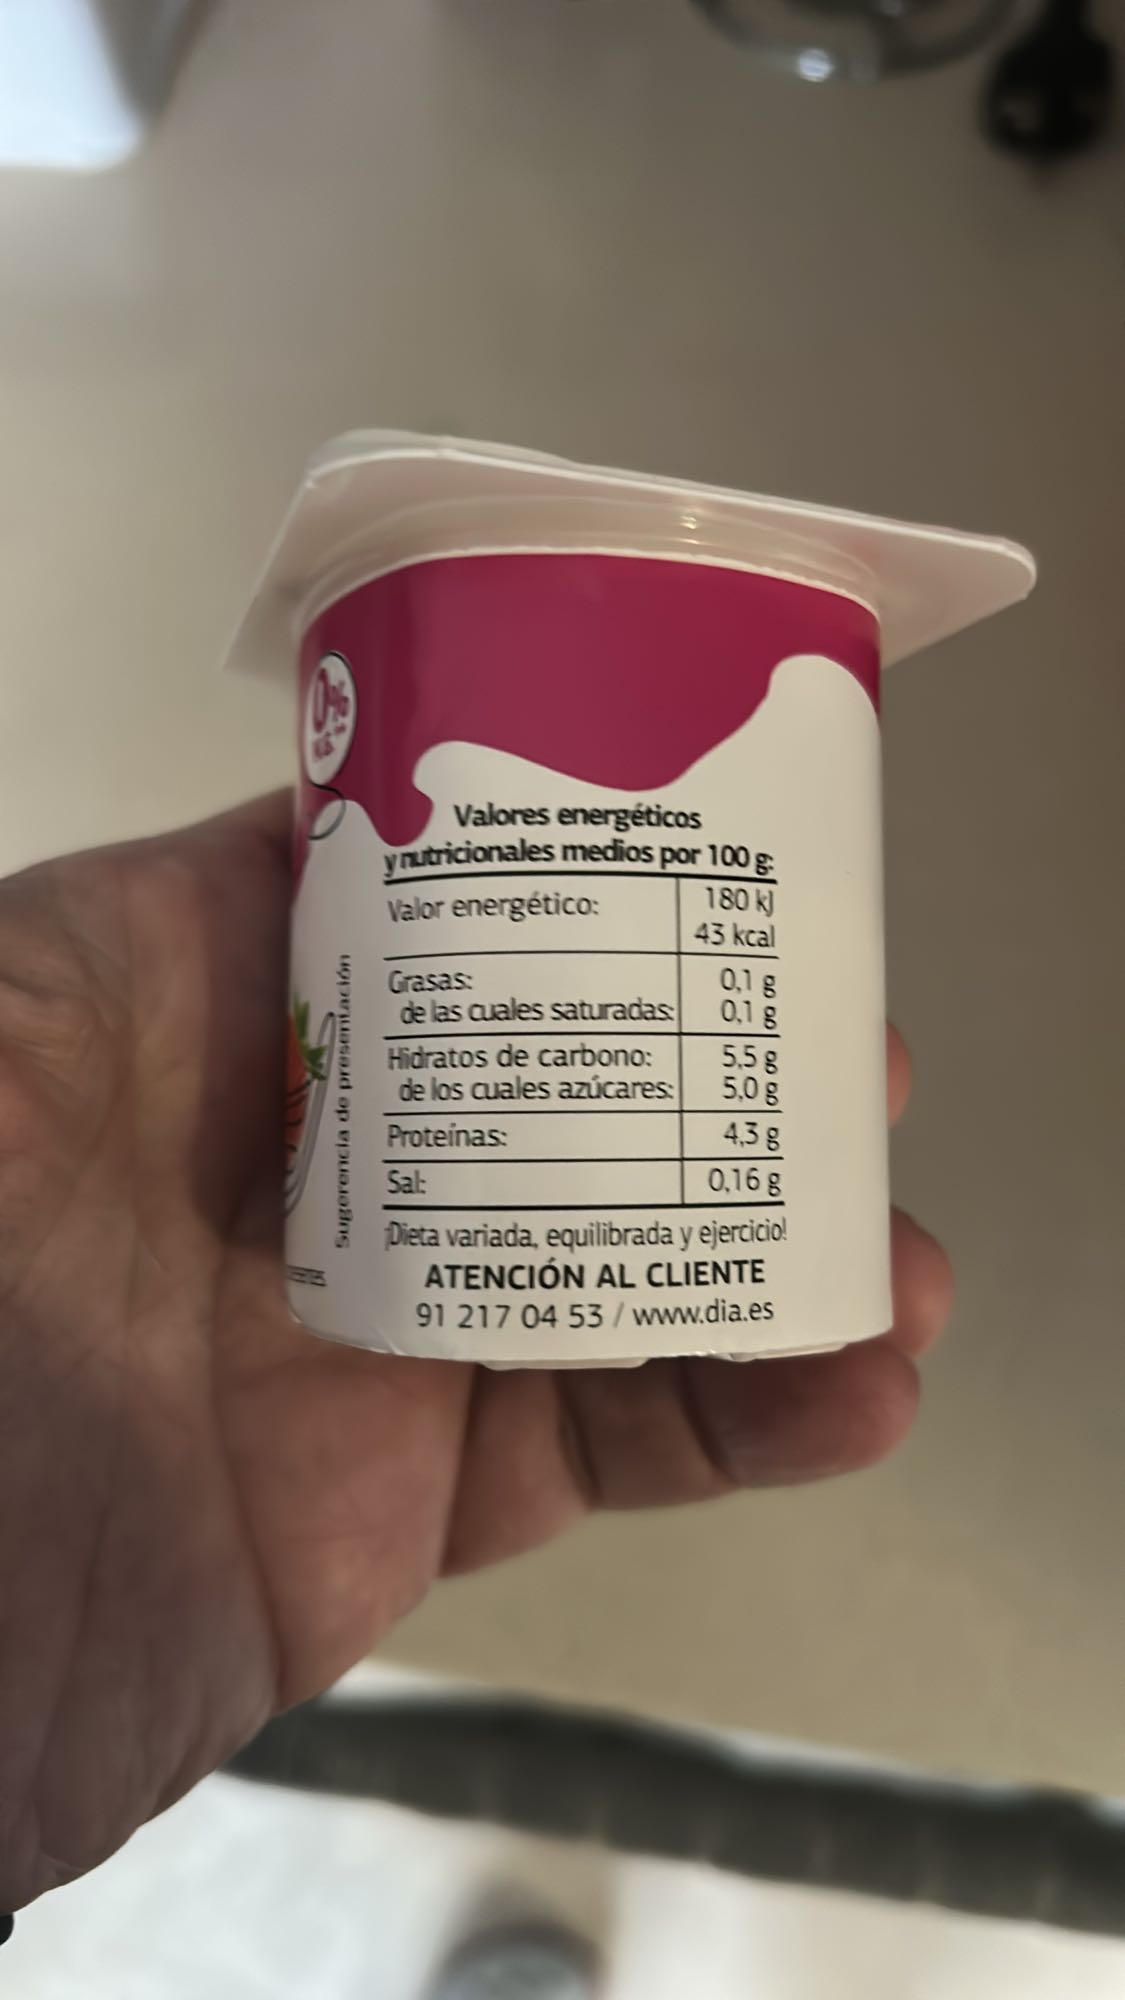 0%
M.G.
Valores energéticos
y nutricionales medios por 100 g:
Valor energético: 180 kJ
43 kcal
Grasas: 0,1 g
de las cuales saturadas: 0,1 g
Hidratos de carbono: 5,5 g
de los cuales azúcares: 5,0 g
Proteínas: 4,3 g
Sal: 0,16 g
¡Dieta variada, equilibrada y ejercicio!
ATENCIÓN AL CLIENTE
91 217 04 53 / www.dia.es
Sugerencia de presentación